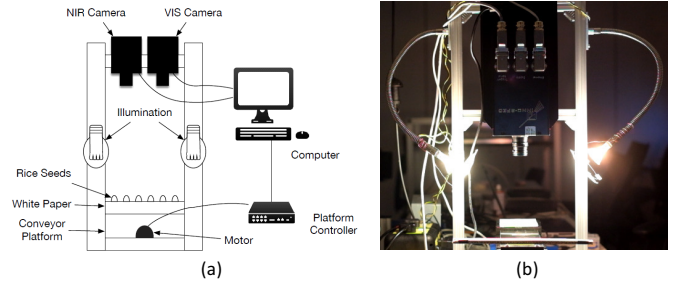 NIR Camera
VIS Camera
Illumination
Computer
Rice Seeds
White Paper
Conveyor
Platform
Motor
Platform
Controller
(a)
(b)